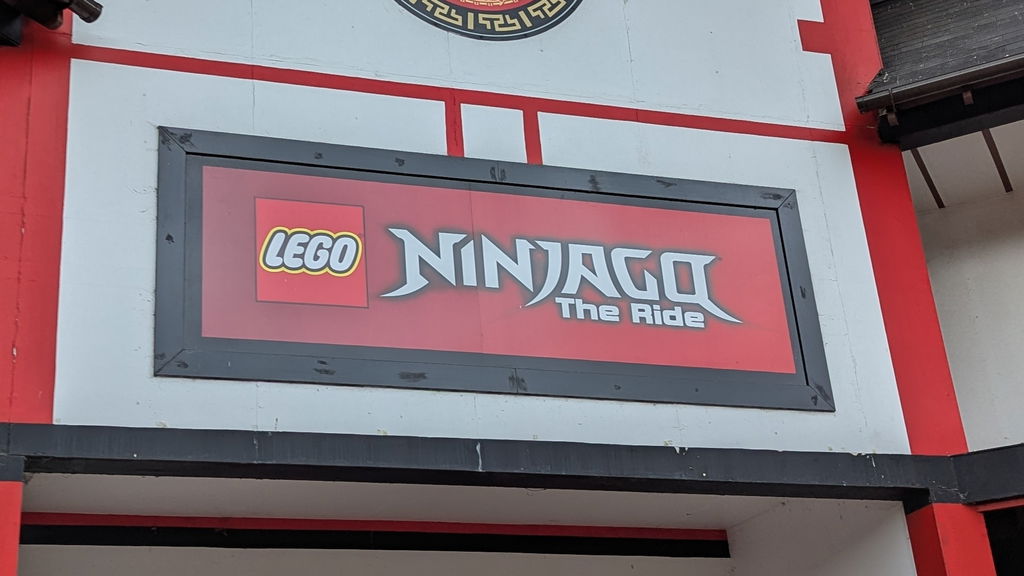 LEGO NINJAGO
The Ride